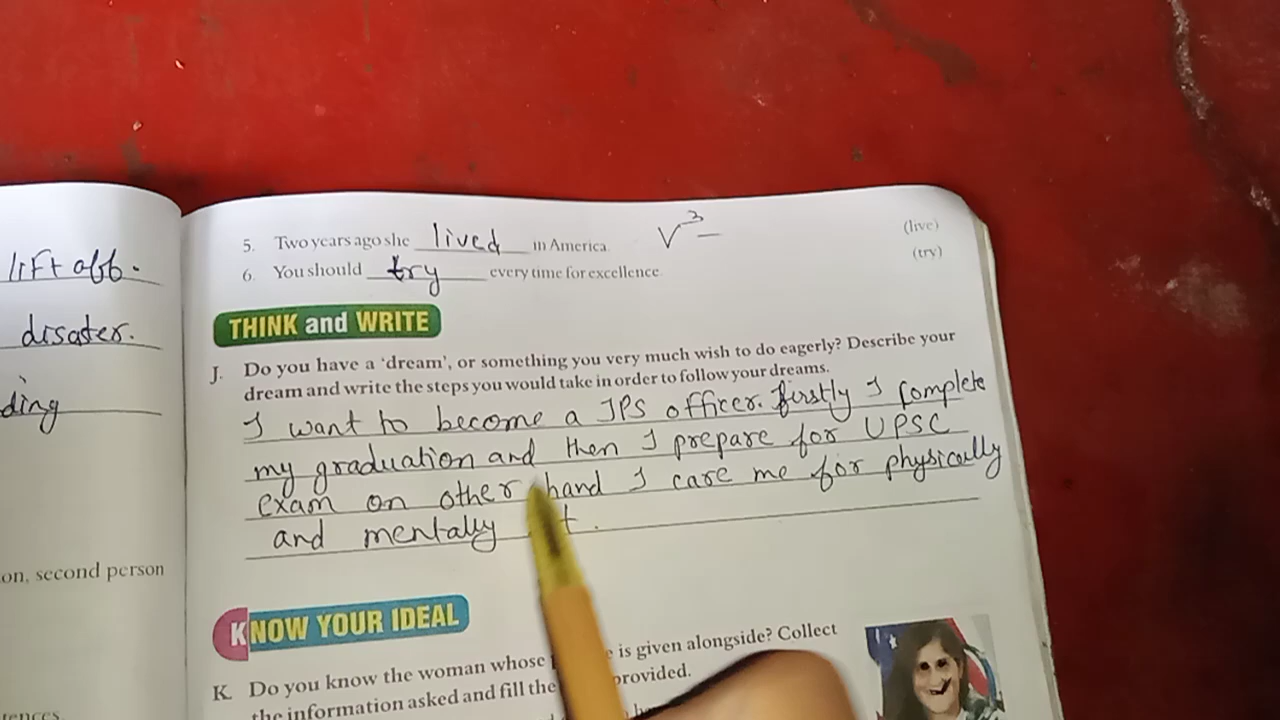 lift off.
disaster.
ding
on, second person
tences
5. Two years ago she lived in America. (live)
V³–
6. You should try every time for excellence. (try)
THINK and WRITE
J. Do you have a 'dream', or something you very much wish to do eagerly? Describe your
dream and write the steps you would take in order to follow your dreams.
I want to become a IPS officer. firstly I complete
my graduation and then I prepare for UPSC
exam on other hand I care me for physically
and mentally
KNOW YOUR IDEAL
K. Do you know the woman whose is given alongside? Collect
the information asked and fill the provided.